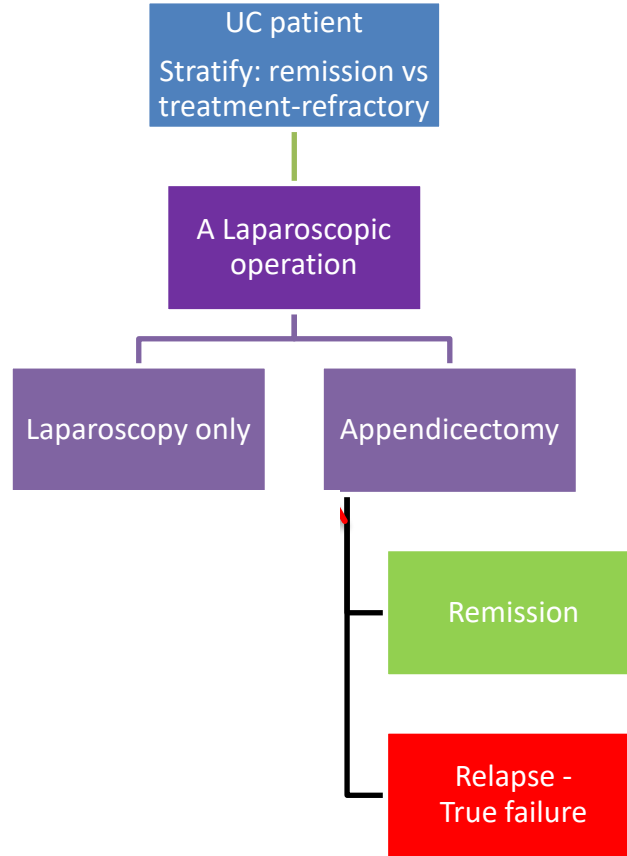 UC patient
Stratify: remission vs
treatment-refractory
A Laparoscopic
operation
Laparoscopy only
Appendicectomy
Remission
Relapse -
True failure